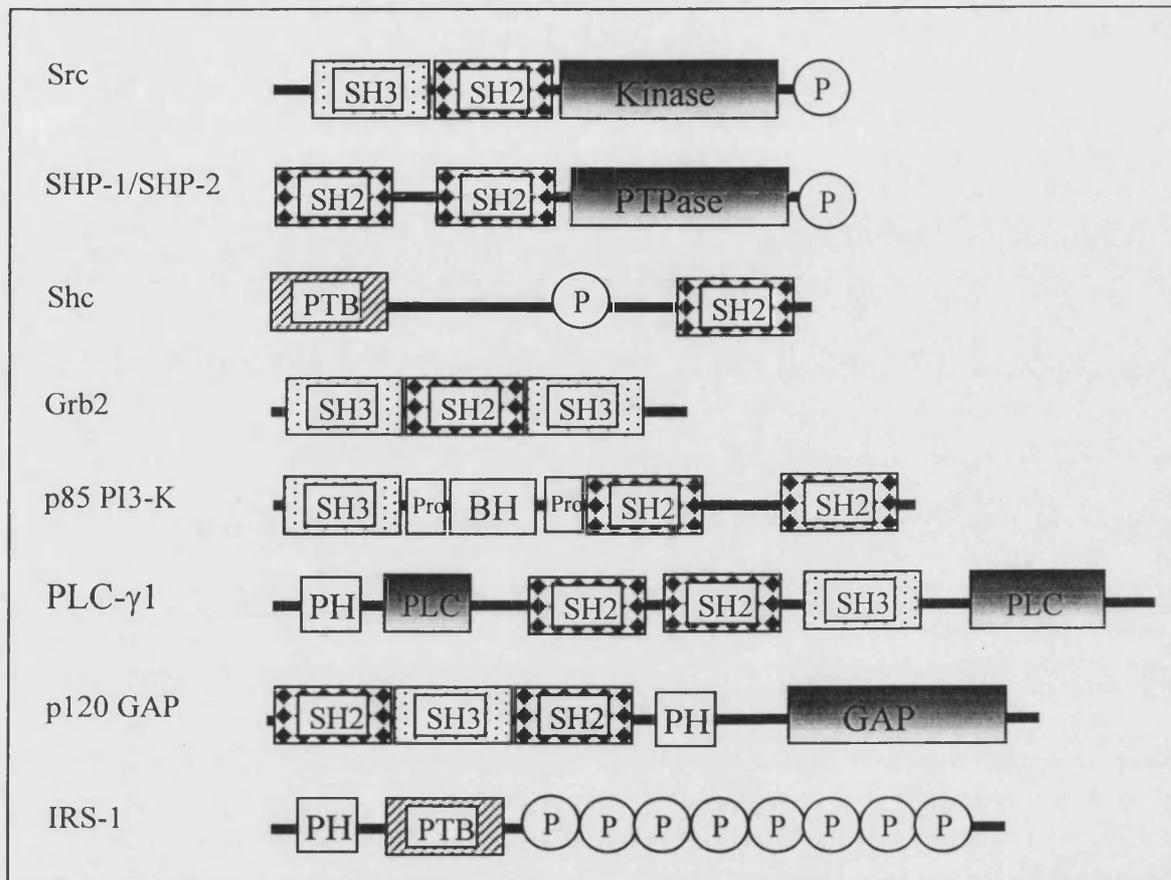 Src SH3 SH2 Kinase P
SHP-1/SHP-2 SH2 SH2 PTPase P
Shc PTB P SH2
Grb2 SH3 SH2 SH3
p85 PI3-K SH3 Pro BH Pro SH2 SH2
PLC-γ1 PH PLC SH2 SH2 SH3 PLC
p120 GAP SH2 SH3 SH2 PH GAP
IRS-1 PH PTB P P P P P P P P